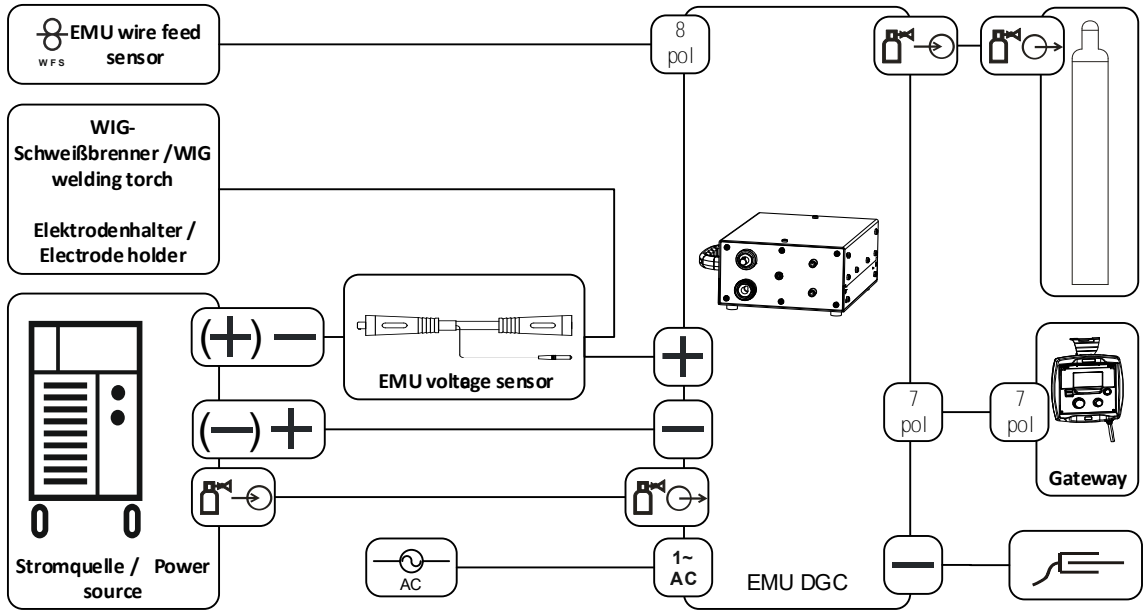 EMU wire feed
sensor
WFS
8
pol
WIG-
Schweißbrenner /WIG
welding torch
Elektrodenhalter /
Electrode holder
(+) −
EMU voltage sensor
+
(−) +
−
7
pol
7
pol
Gateway
Stromquelle / Power
source
AC
1~
AC
EMU DGC
−